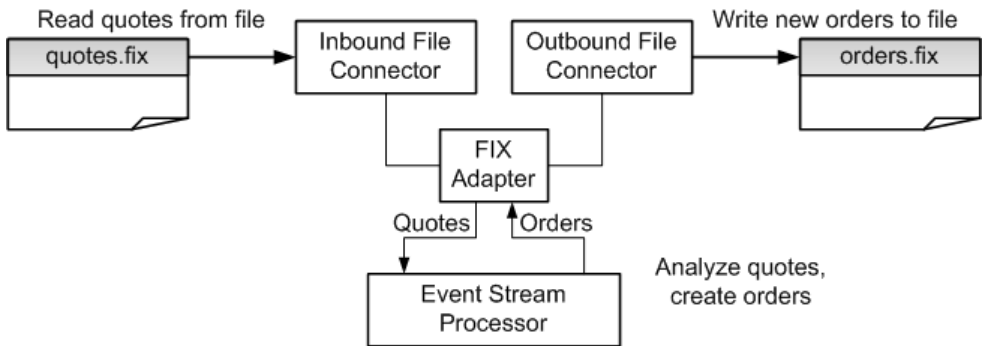 Read quotes from file
Write new orders to file
quotes.fix
Inbound File
Connector
Outbound File
Connector
orders.fix
FIX
Adapter
Quotes
Orders
Analyze quotes,
create orders
Event Stream
Processor